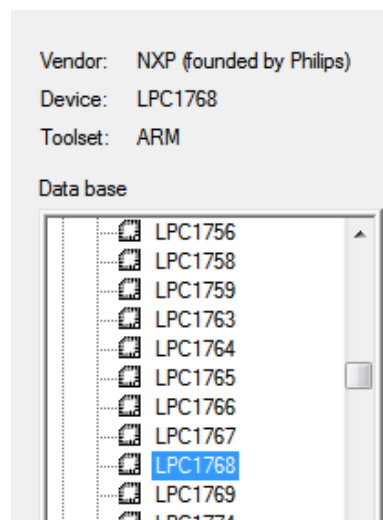 Vendor: NXP (founded by Philips)
Device: LPC1768
Toolset: ARM
Data base
LPC1756
LPC1758
LPC1759
LPC1763
LPC1764
LPC1765
LPC1766
LPC1767
LPC1768
LPC1769